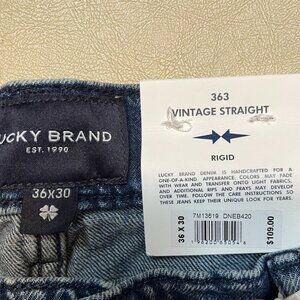 UCKY BRAND
EST. 1990
36X30
363
VINTAGE STRAIGHT
RIGID
LUCKY BRAND DENIM IS HANDCRAFTED FOR A
ONE-OF-A-KIND APPEARANCE. COLORS MAY FADE
WITH WEAR AND TRANSFER ONTO LIGHT FABRICS,
AND ADDITIONAL RIPS AND FRAYS MAY DEVELOP
OVER TIME. FOLLOW THE CARE INSTRUCTIONS SO
THESE JEANS KEEP THEIR UNIQUE LOOK FOR YEARS.
7M13619 DNEB420
36 X 30
$109.00